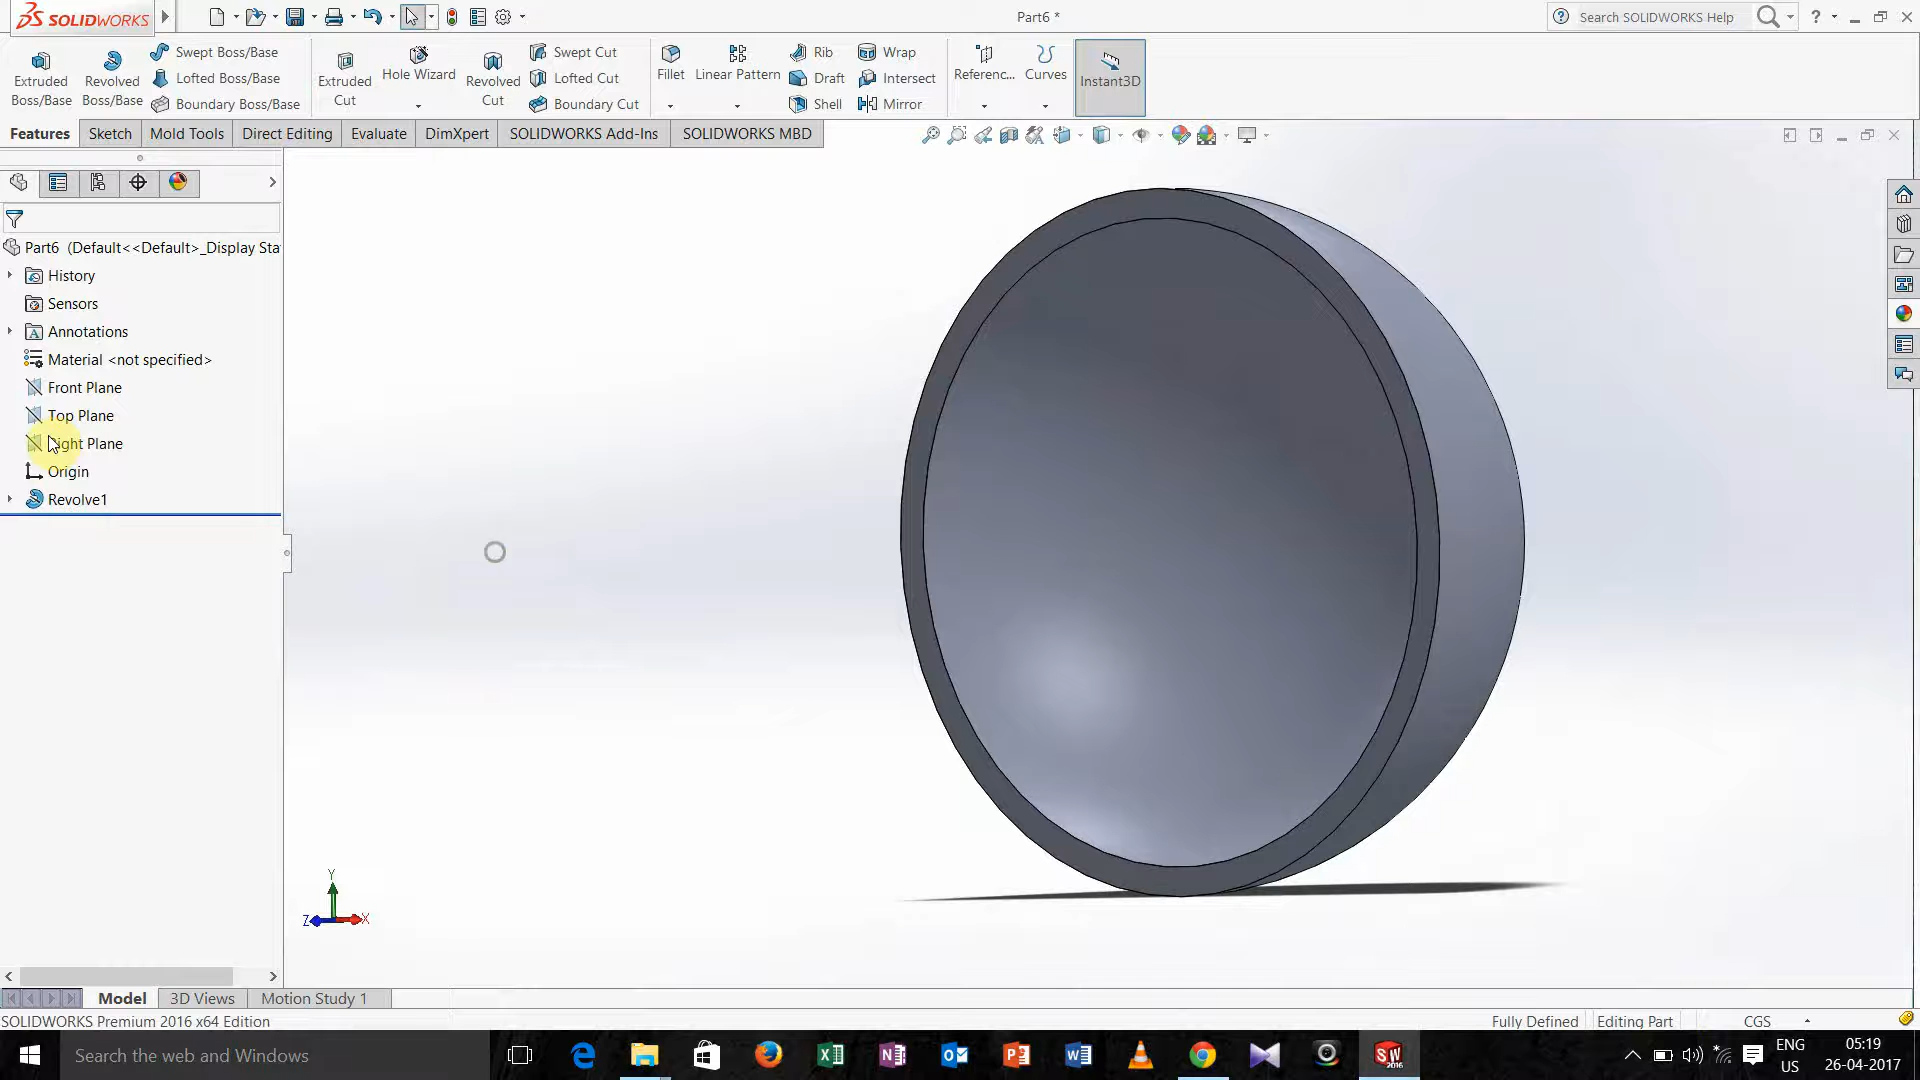 SOLIDWORKS
Part6 *
Search SOLIDWORKS Help
Extruded Boss/Base
Revolved Boss/Base
Swept Boss/Base
Lofted Boss/Base
Boundary Boss/Base
Extruded Cut
Hole Wizard
Revolved Cut
Swept Cut
Lofted Cut
Boundary Cut
Fillet
Linear Pattern
Rib
Draft
Shell
Wrap
Intersect
Mirror
Referenc...
Curves
Instant3D
Features
Sketch
Mold Tools
Direct Editing
Evaluate
DimXpert
SOLIDWORKS Add-Ins
SOLIDWORKS MBD
Part6 (Default<<Default>_Display Sta
History
Sensors
Annotations
Material <not specified>
Front Plane
Top Plane
Right Plane
Origin
Revolve1
Y
Z
X
Model
3D Views
Motion Study 1
SOLIDWORKS Premium 2016 x64 Edition
Fully Defined
Editing Part
CGS
Search the web and Windows
ENG
US
05:19
26-04-2017